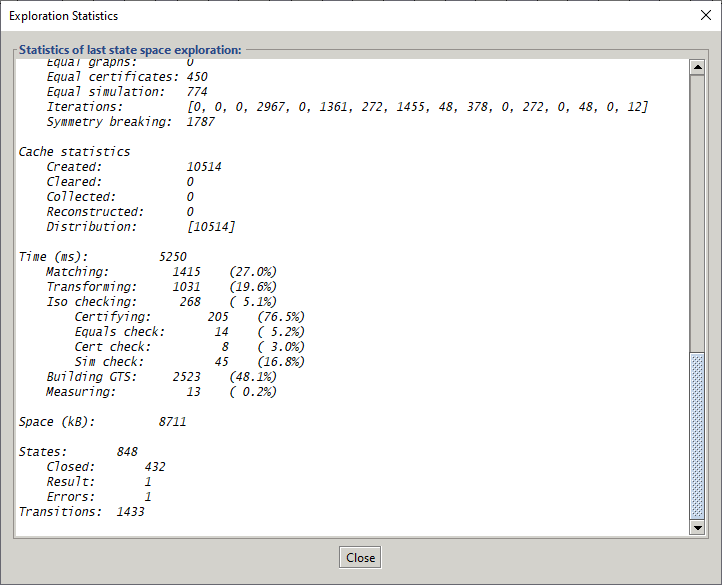 Exploration Statistics
Statistics of last state space exploration:
Equal graphs: 0
Equal certificates: 450
Equal simulation: 774
Iterations: [0, 0, 0, 2967, 0, 1361, 272, 1455, 48, 378, 0, 272, 0, 48, 0, 12]
Symmetry breaking: 1787
Cache statistics
Created: 10514
Cleared: 0
Collected: 0
Reconstructed: 0
Distribution: [10514]
Time (ms): 5250
Matching: 1415 (27.0%)
Transforming: 1031 (19.6%)
Iso checking: 268 ( 5.1%)
Certifying: 205 (76.5%)
Equals check: 14 ( 5.2%)
Cert check: 8 ( 3.0%)
Sim check: 45 (16.8%)
Building GTS: 2523 (48.1%)
Measuring: 13 ( 0.2%)
Space (kB): 8711
States: 848
Closed: 432
Result: 1
Errors: 1
Transitions: 1433
Close